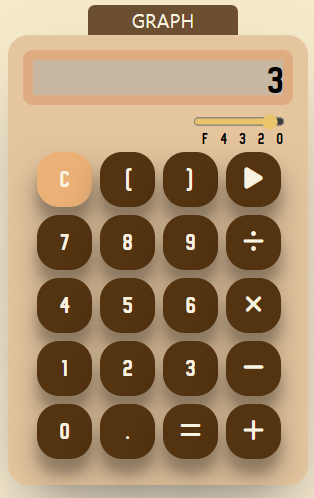 GRAPH
3
F 4 3 2 0
C [ ] ▶
7 8 9 ÷
4 5 6 ×
1 2 3 −
0 . = +